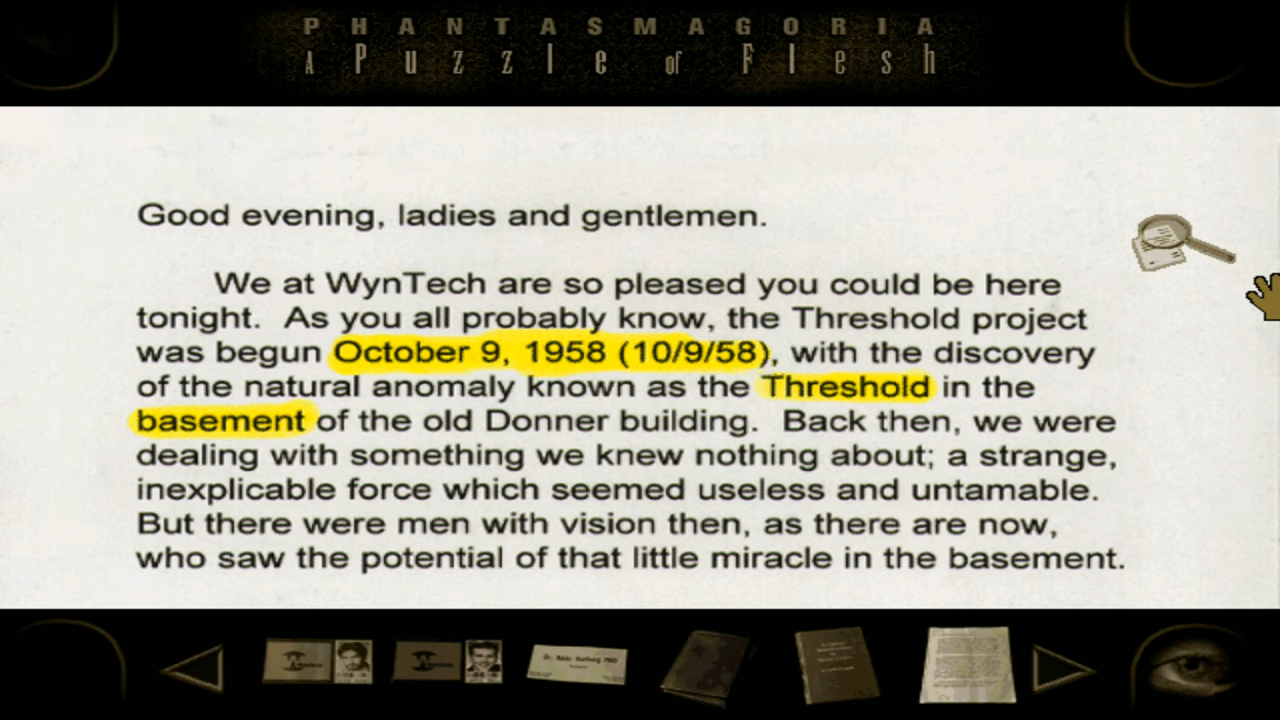 PHANTASMAGORIA
A Puzzle of Flesh
Good evening, ladies and gentlemen.
We at WynTech are so pleased you could be here
tonight. As you all probably know, the Threshold project
was begun October 9, 1958 (10/9/58), with the discovery
of the natural anomaly known as the Threshold in the
basement of the old Donner building. Back then, we were
dealing with something we knew nothing about; a strange,
inexplicable force which seemed useless and untamable.
But there were men with vision then, as there are now,
who saw the potential of that little miracle in the basement.